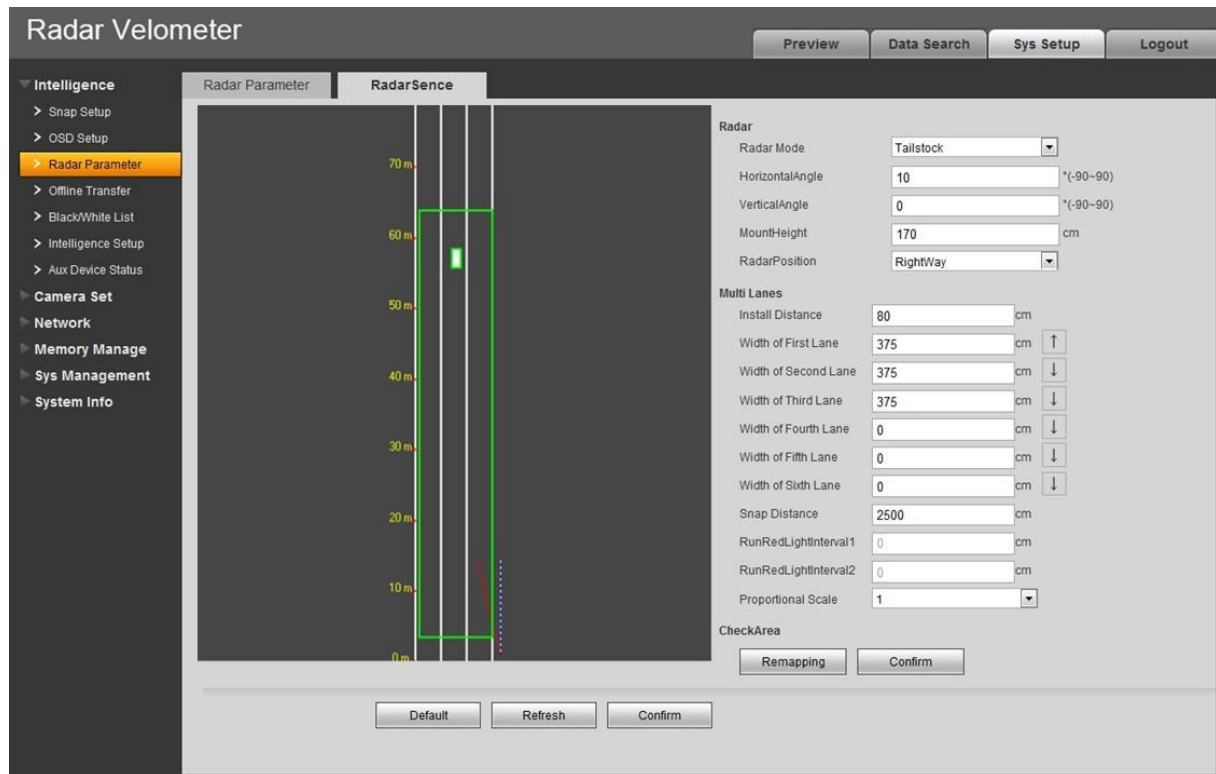 Radar Velometer
Preview Data Search Sys Setup Logout
Intelligence
> Snap Setup
> OSD Setup
> Radar Parameter
> Offline Transfer
> Black/White List
> Intelligence Setup
> Aux Device Status
Camera Set
Network
Memory Manage
Sys Management
System Info
Radar Parameter RadarSence
70 m
60 m
50 m
40 m
30 m
20 m
10 m
0 m
Radar
Radar Mode Tailstock
HorizontalAngle 10 °(-90~90)
VerticalAngle 0 °(-90~90)
MountHeight 170 cm
RadarPosition RightWay
Multi Lanes
Install Distance 80 cm
Width of First Lane 375 cm ↑
Width of Second Lane 375 cm ↓
Width of Third Lane 375 cm ↓
Width of Fourth Lane 0 cm ↓
Width of Fifth Lane 0 cm ↓
Width of Sixth Lane 0 cm ↓
Snap Distance 2500 cm
RunRedLightInterval1 0 cm
RunRedLightInterval2 0 cm
Proportional Scale 1
CheckArea
Remapping Confirm
Default Refresh Confirm